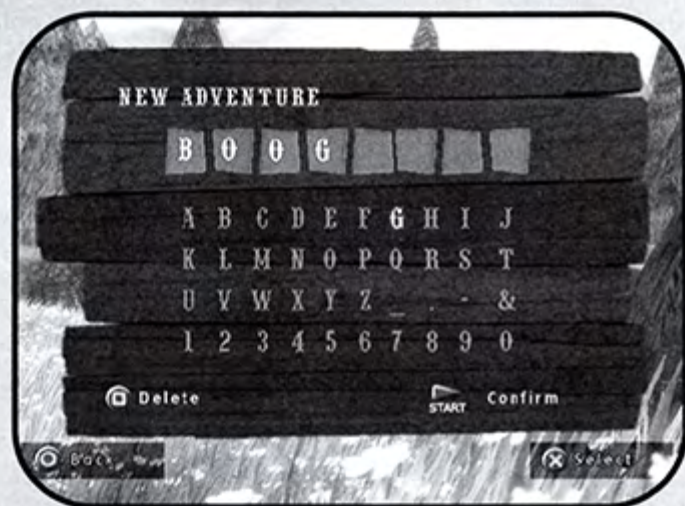 NEW ADVENTURE
B O O G
A B C D E F G H I J
K L M N O P Q R S T
U V W X Y Z _ . - &
1 2 3 4 5 6 7 8 9 0
Delete
START Confirm
Back
Select